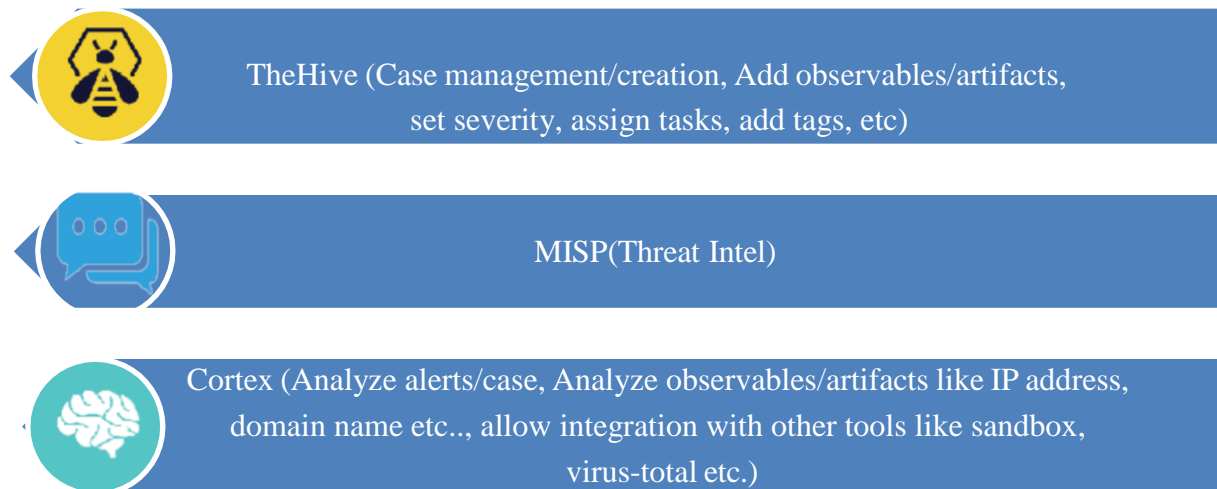 TheHive (Case management/creation, Add observables/artifacts,
set severity, assign tasks, add tags, etc)
MISP(Threat Intel)
Cortex (Analyze alerts/case, Analyze observables/artifacts like IP address,
domain name etc.., allow integration with other tools like sandbox,
virus-total etc.)